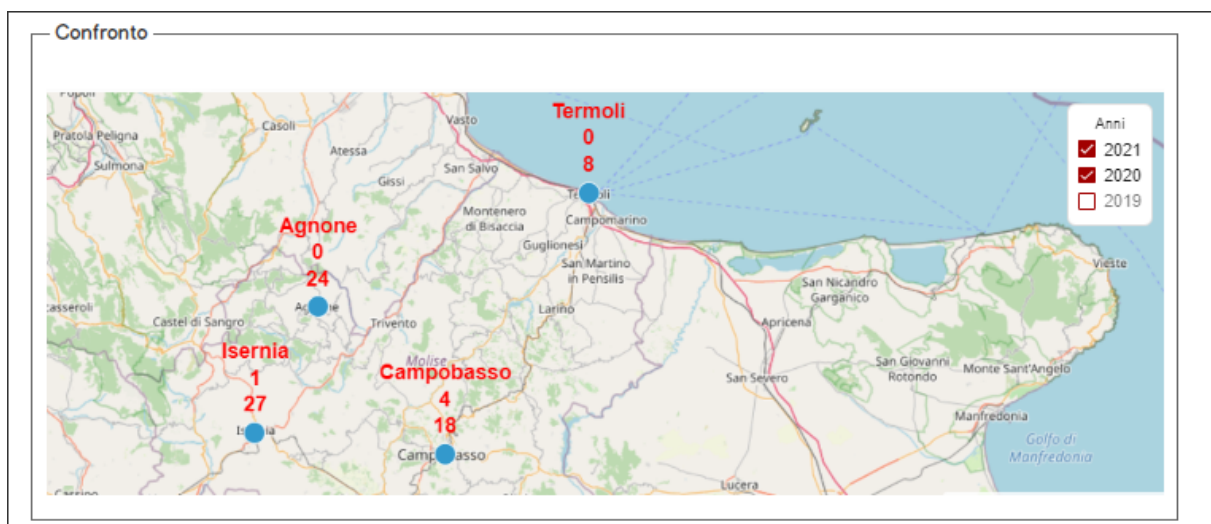 Confronto
Termoli
0
8
Anni
2021
2020
2019
Pratola Peligna
Sulmona
Casoli
Atessa
Gissi
Vasto
San Salvo
Montenero
di Bisaccia
Campomarino
Guglionesi
San Martino
in Pensilis
Larino
Agnone
0
24
Castel di Sangro
Trivento
Isernia
1
27
Molise
Campobasso
4
18
San Nicandro
Garganico
Vieste
Apricena
San Giovanni
Rotondo
Monte Sant'Angelo
San Severo
Manfredonia
Golfo di
Manfredonia
Lucera